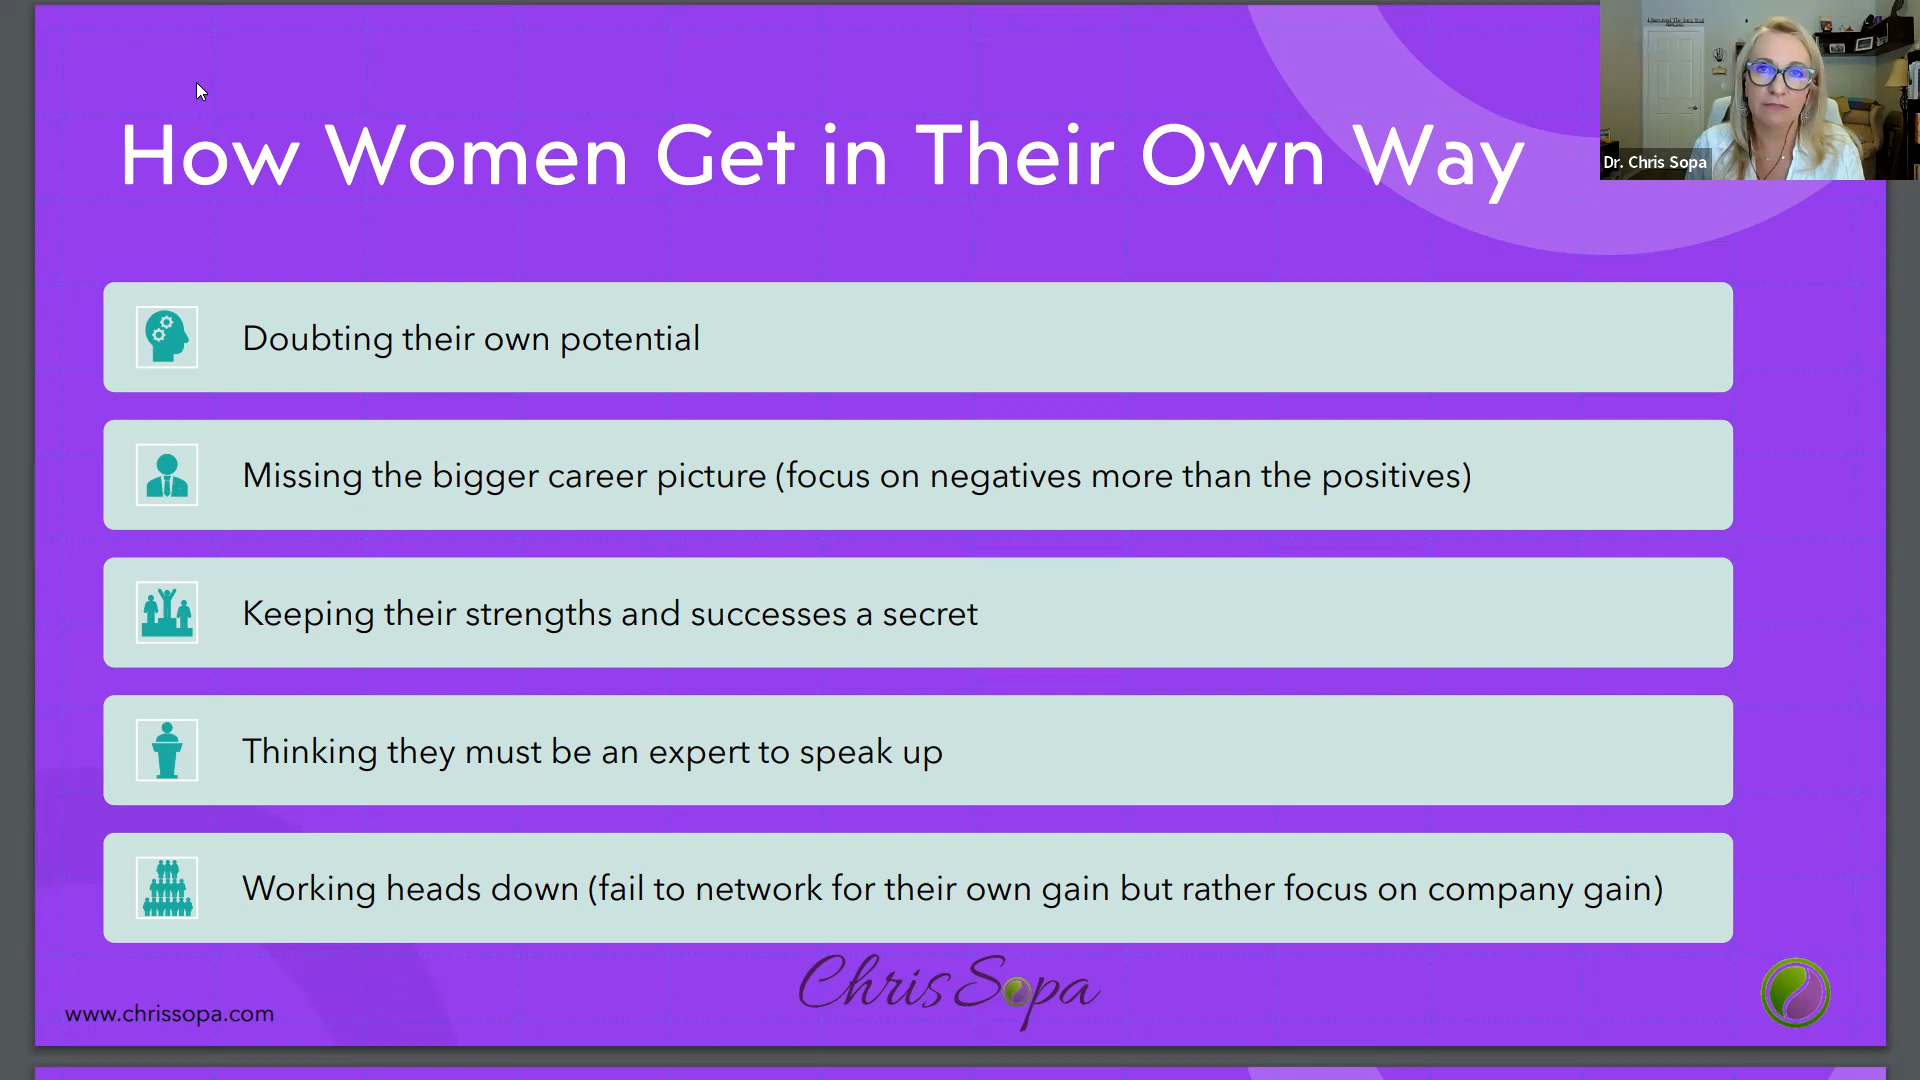 How Women Get in Their Own Way
Dr. Chris Sopa
Doubting their own potential
Missing the bigger career picture (focus on negatives more than the positives)
Keeping their strengths and successes a secret
Thinking they must be an expert to speak up
Working heads down (fail to network for their own gain but rather focus on company gain)
Chris Sopa
www.chrissopa.com